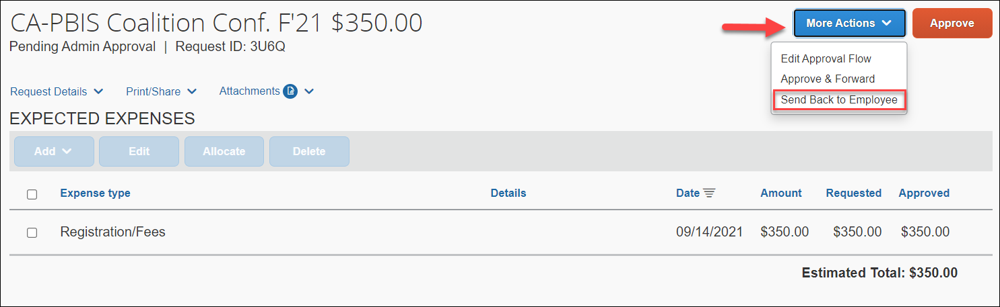 CA-PBIS Coalition Conf. F'21 $350.00
More Actions
Approve
Pending Admin Approval | Request ID: 3U6Q
Edit Approval Flow
Approve & Forward
Send Back to Employee
Request Details
Print/Share
Attachments
EXPECTED EXPENSES
Add
Edit
Allocate
Delete
Expense type Details Date Amount Requested Approved
Registration/Fees 09/14/2021 $350.00 $350.00 $350.00
Estimated Total: $350.00